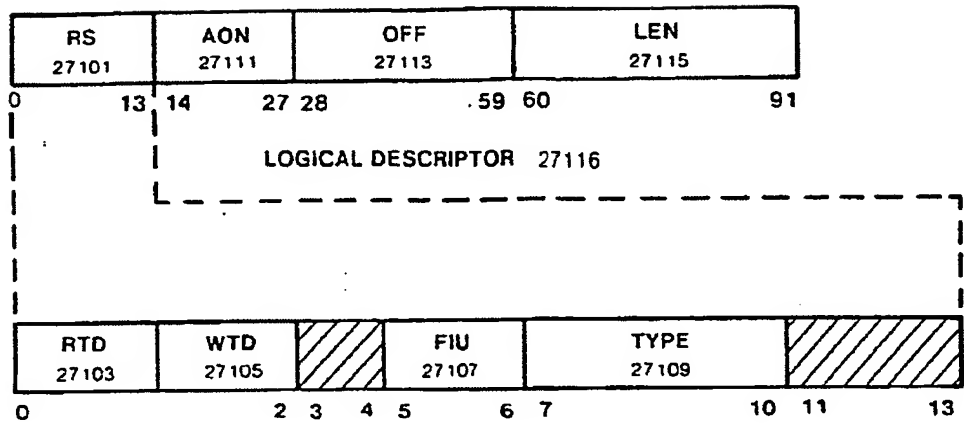 RS AON OFF LEN
27101 27111 27113 27115
0 13 14 27 28 59 60 91
LOGICAL DESCRIPTOR 27116
RTD WTD FIU TYPE
27103 27105 27107 27109
0 2 3 4 5 6 7 10 11 13